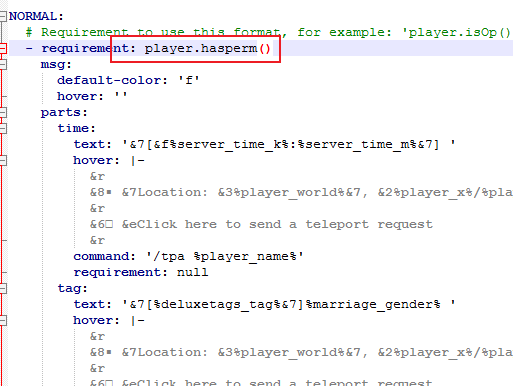 NORMAL:
# Requirement to use this format, for example: 'player.isOp()
- requirement: player.hasperm()
msg:
default-color: 'f'
hover: ''
parts:
time:
text: '&7[&f%server_time_k%:%server_time_m%&7] '
hover: |-
&r
&8▪ &7Location: &3%player_world%&7, &2%player_x%/%pla
&r
&6□ &eClick here to send a teleport request
&r
command: '/tpa %player_name%'
requirement: null
tag:
text: '&7[%deluxetags_tag%&7]%marriage_gender% '
hover: |-
&r
&8▪ &7Location: &3%player_world%&7, &2%player_x%/%pla
&r
&6□ &eClick here to send a teleport request